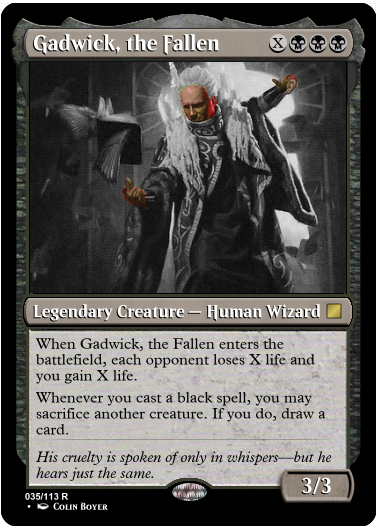 Gadwick, the Fallen X
Legendary Creature — Human Wizard
When Gadwick, the Fallen enters the
battlefield, each opponent loses X life and
you gain X life.
Whenever you cast a black spell, you may
sacrifice another creature. If you do, draw a
card.
His cruelty is spoken of only in whispers—but he
hears just the same.
3/3
035/113 R
• Colin Boyer